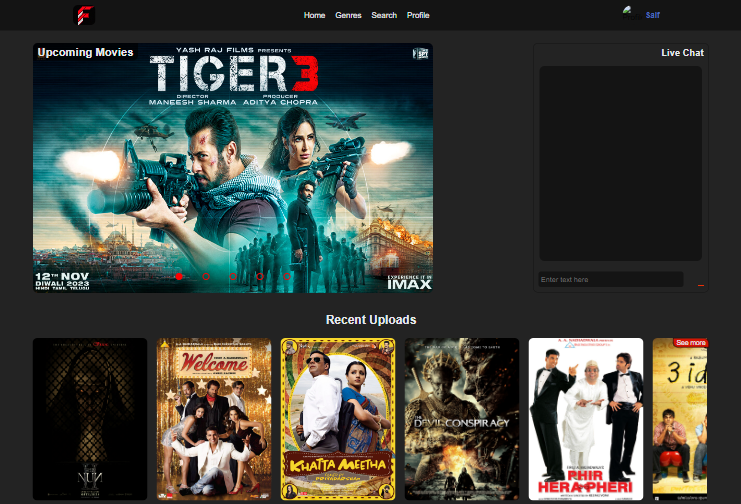 F
Home Genres Search Profile
$aif
Upcoming Movies
YASH RAJ FILMS PRESENTS
TIGER 3
DIRECTOR PRODUCER
MANEESH SHARMA ADITYA CHOPRA
12TH NOV
DIWALI 2023
HINDI TAMIL TELUGU
EXPERIENCE IT IN
IMAX
Live Chat
Enter text here
Recent Uploads
See more
NUN
Welcome
KHATTA MEETHA
PRIYADARSHAN
THE
DEVIL CONSPIRACY
PHIR
HERA PHERI
3 id